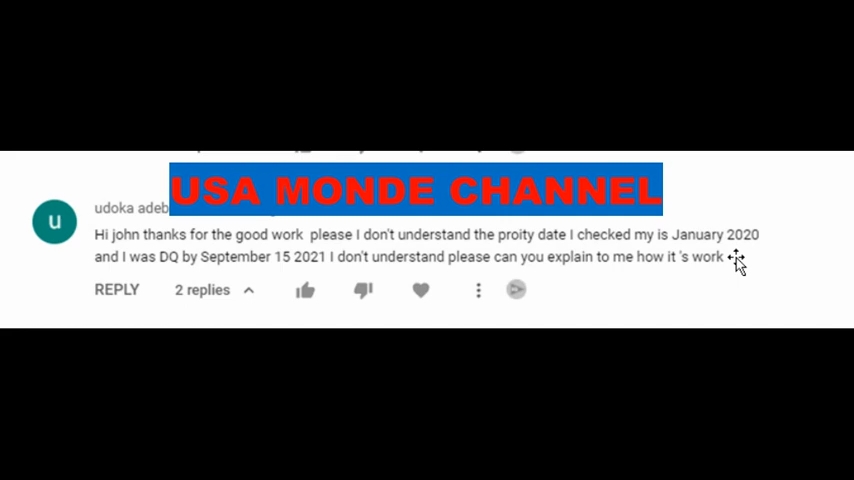 USA MONDE CHANNEL
u
udoka
Hi john thanks for the good work please I don't understand the proity date I checked my is January 2020
and I was DQ by September 15 2021 I don't understand please can you explain to me how it 's work
REPLY 2 replies